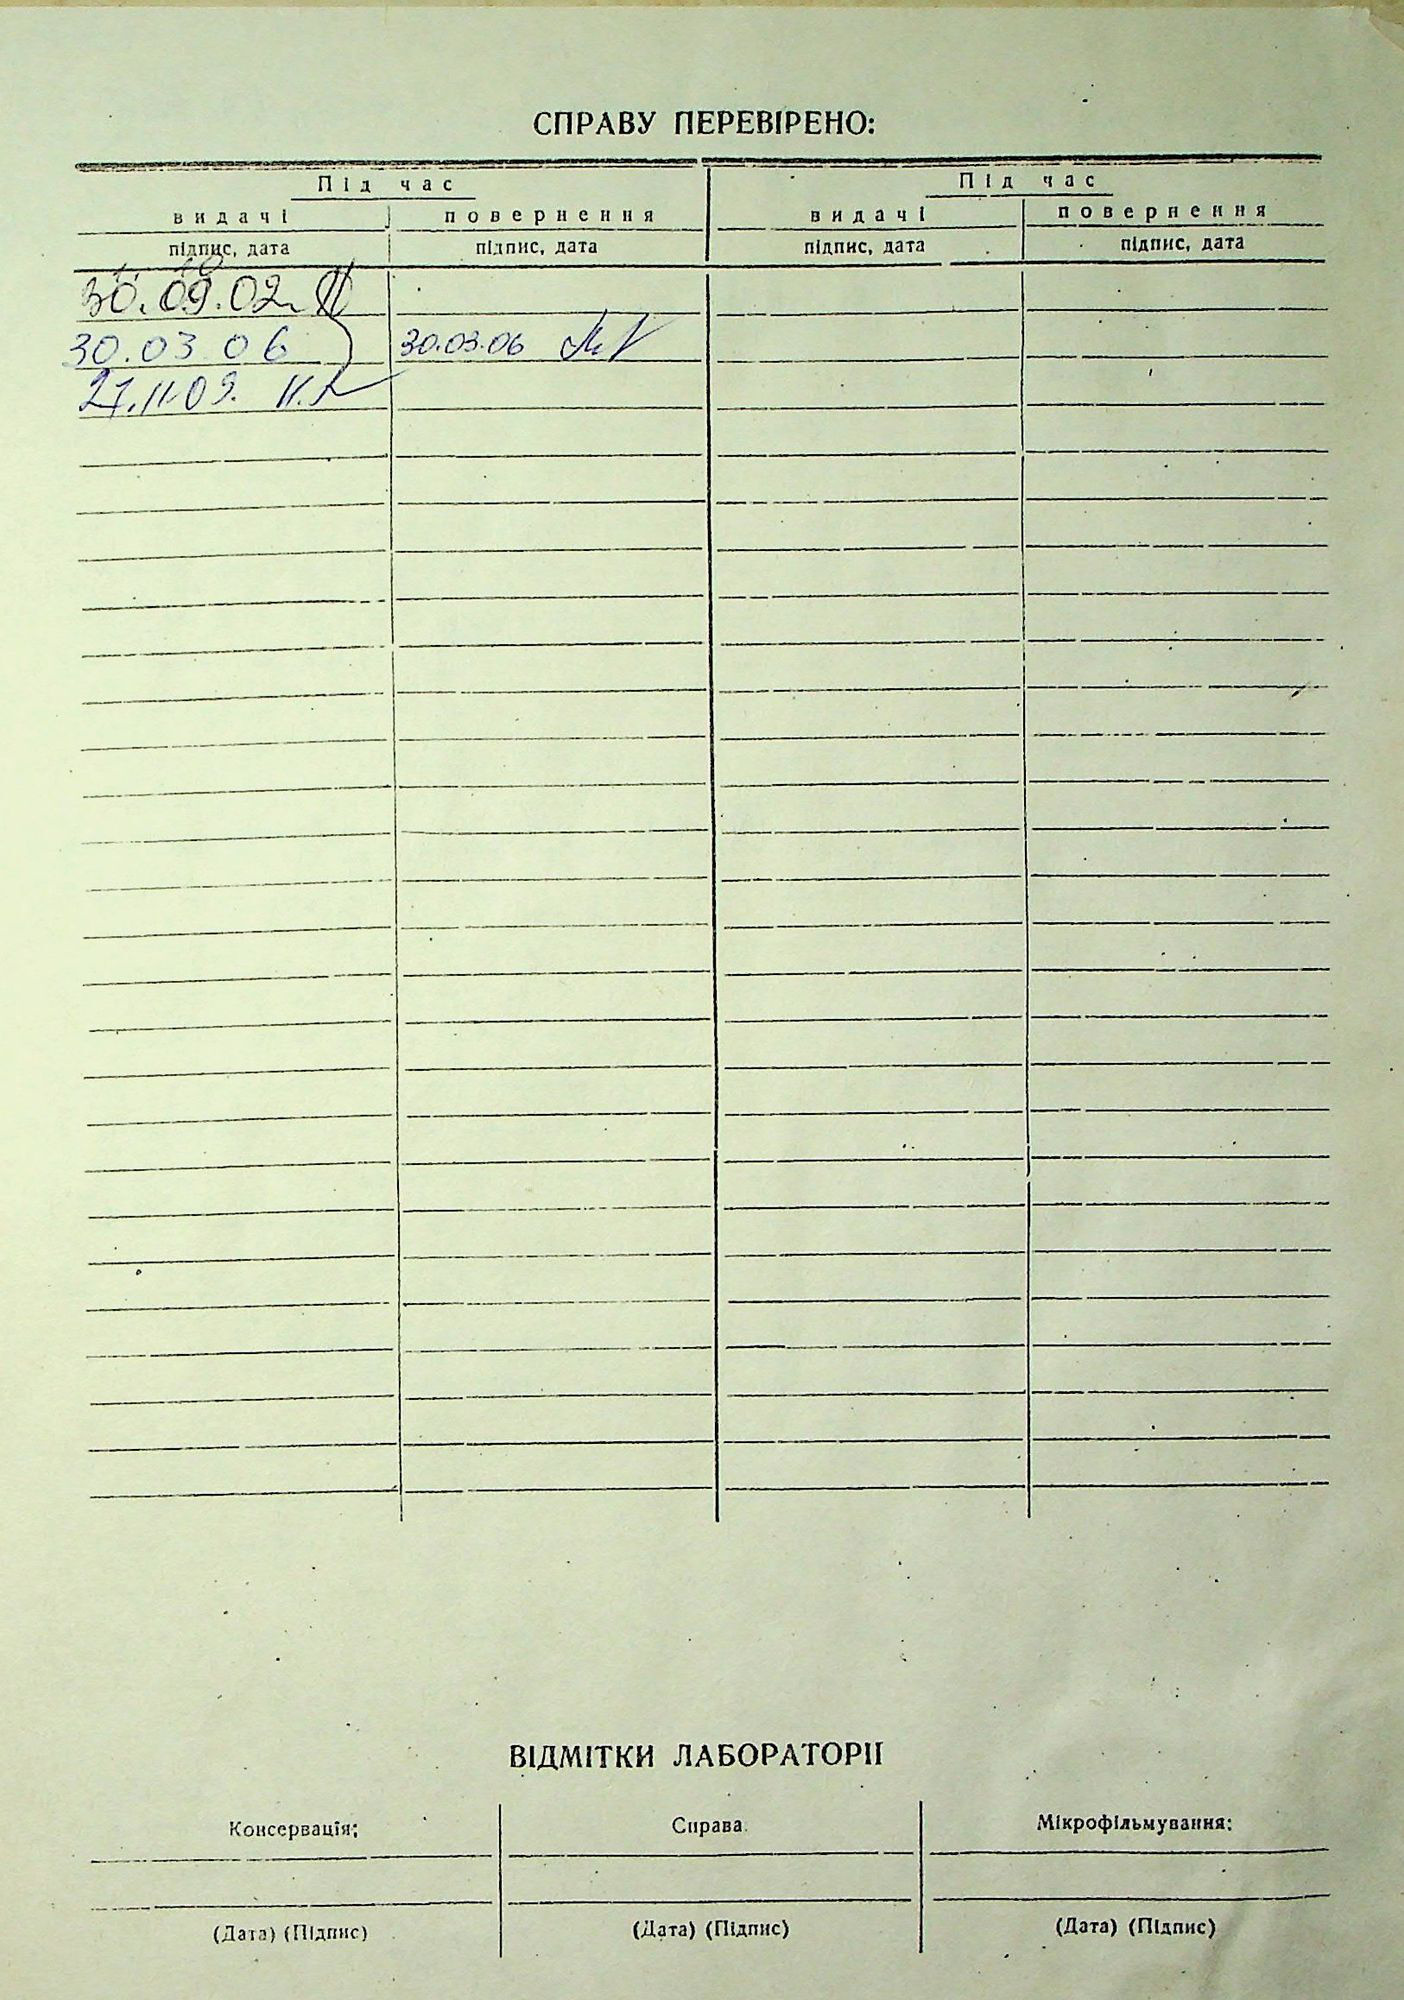 СПРАВУ ПЕРЕВІРЕНО:
Під час Під час
видачі повернення видачі повернення
підпис, дата підпис, дата підпис, дата підпис, дата
30.09.02
30.03 06 30.03.06
27.11.09.
ВІДМІТКИ ЛАБОРАТОРІІ
Консервація: Справа Мікрофільмування:
(Дата) (Підпис) (Дата) (Підпис) (Дата) (Підпис)